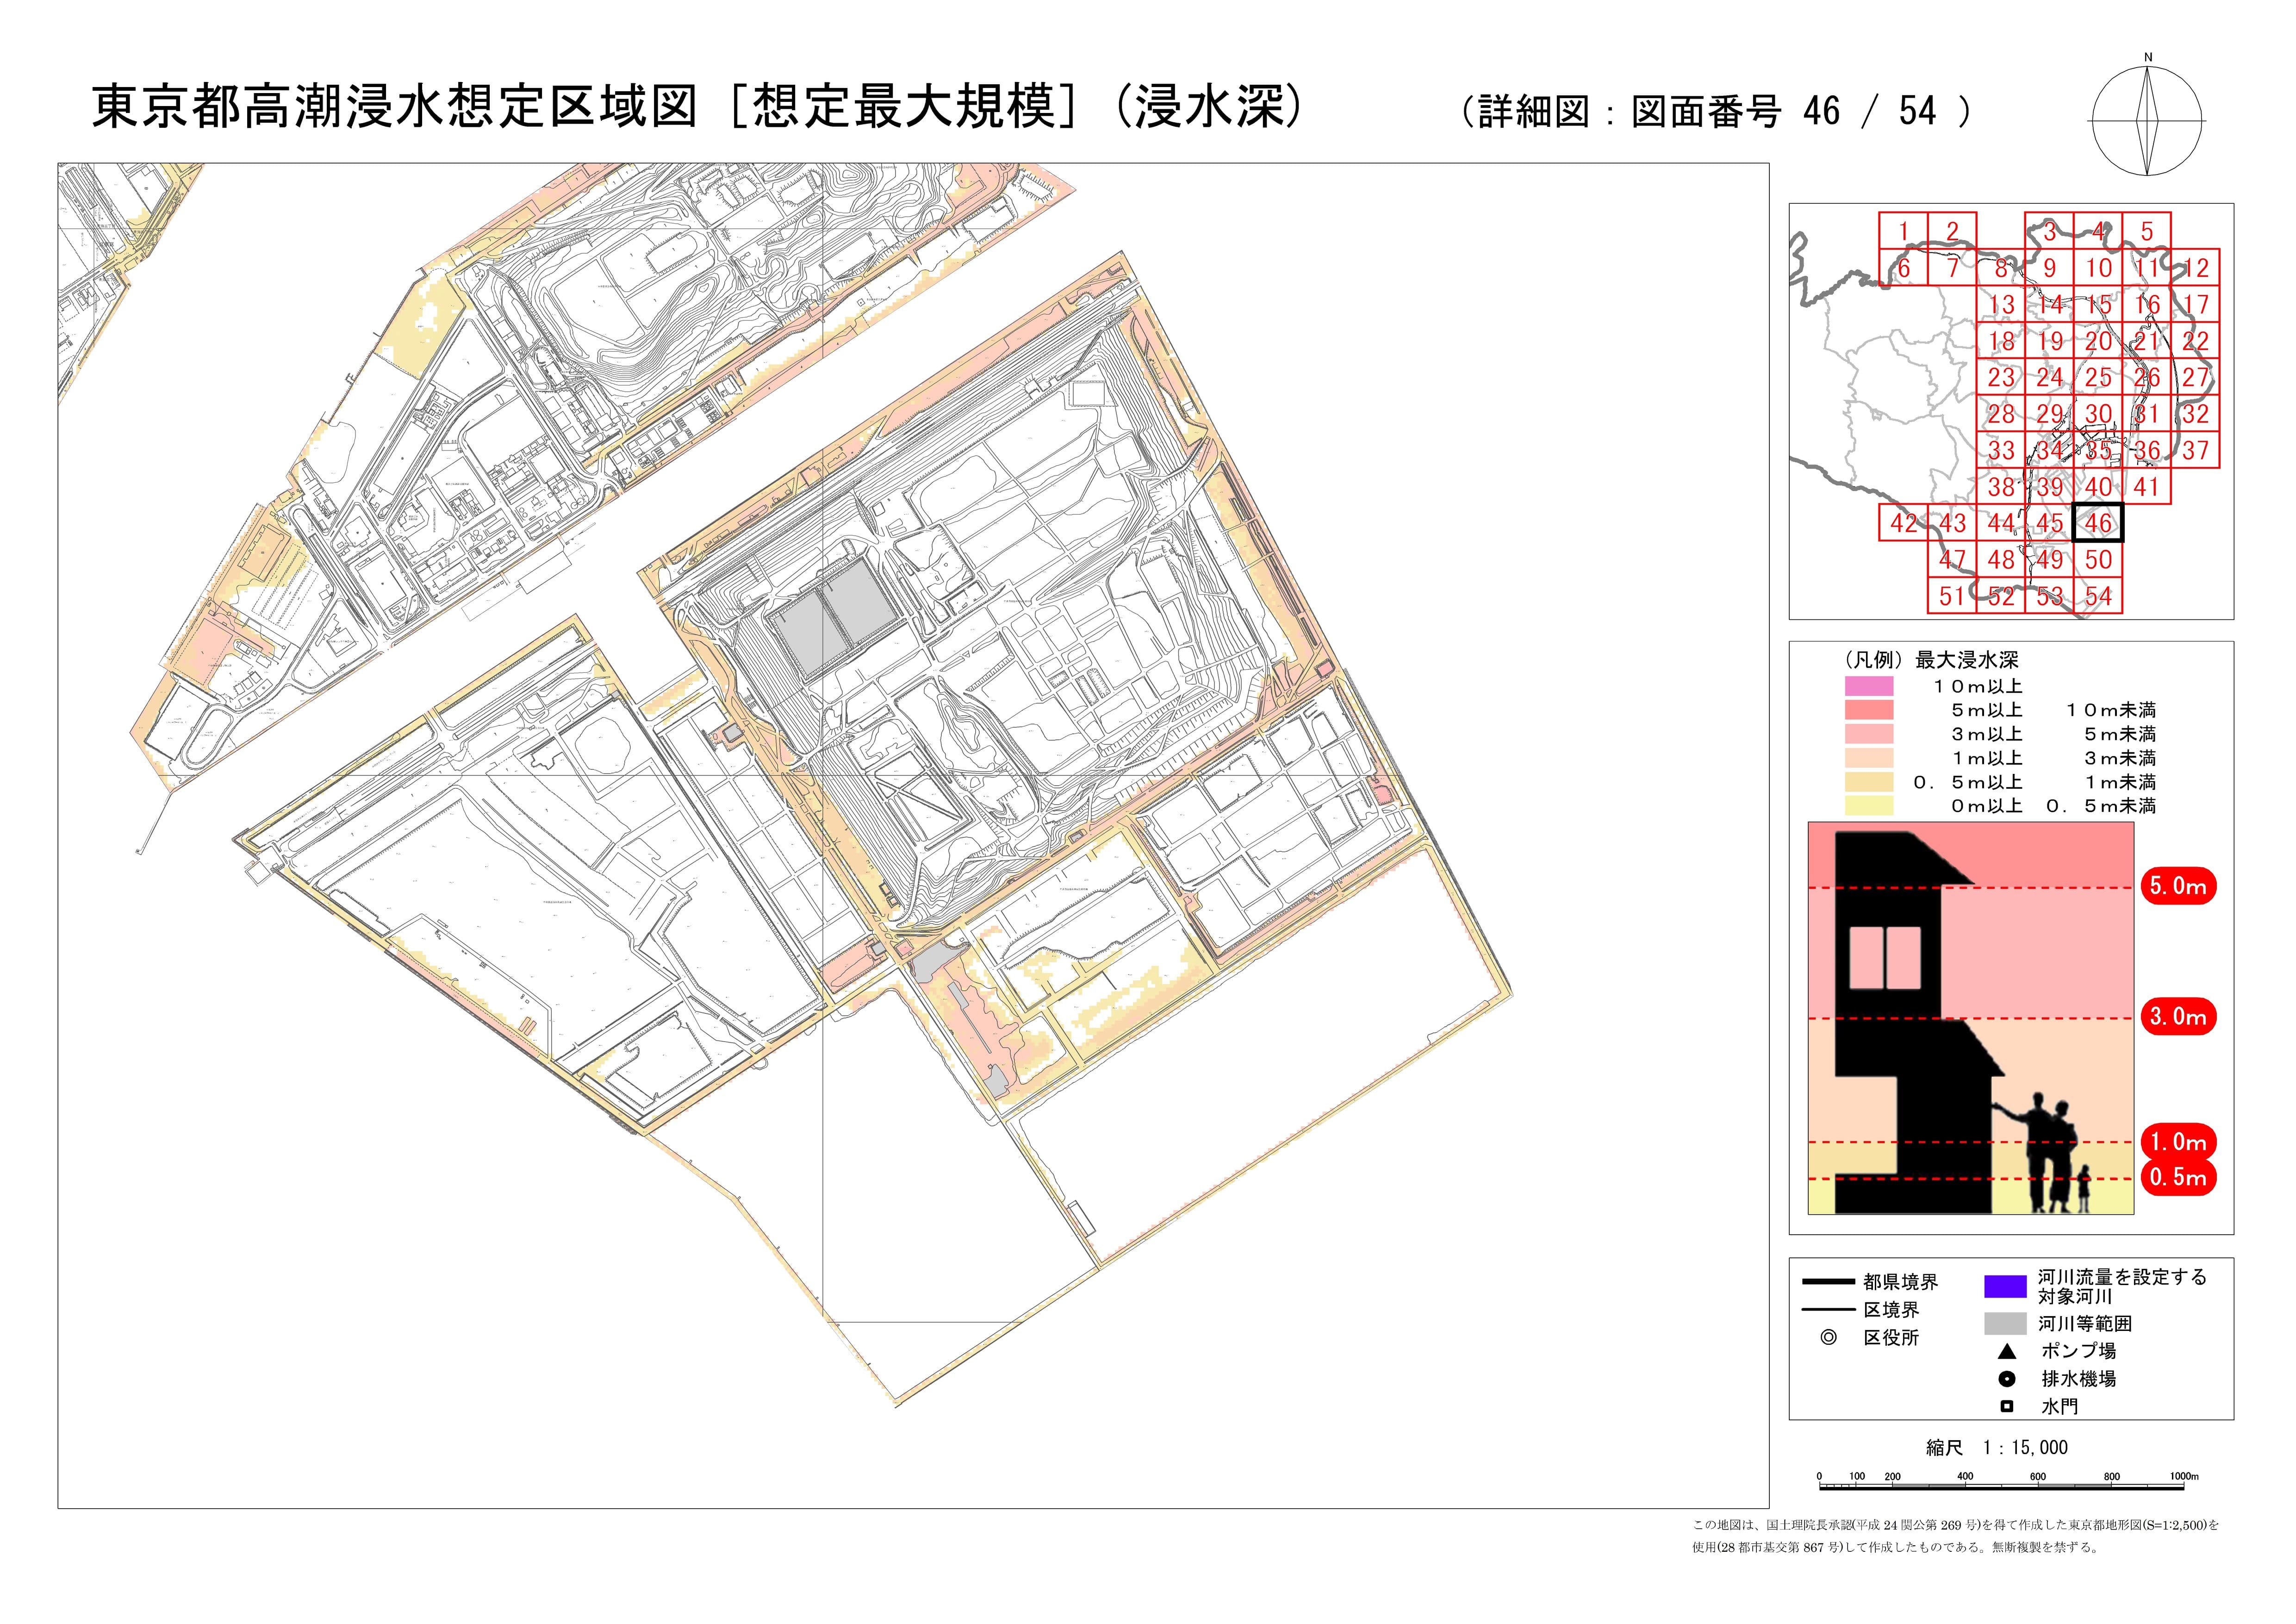 東京都高潮浸水想定区域図［想定最大規模］（浸水深）
（詳細図：図面番号 46 / 54 ）
N
1 2 3 4 5
6 7 8 9 10 11 12
13 14 15 16 17
18 19 20 21 22
23 24 25 26 27
28 29 30 31 32
33 34 35 36 37
38 39 40 41
42 43 44 45 46
47 48 49 50
51 52 53 54
（凡例）最大浸水深
１０ｍ以上
５ｍ以上 １０ｍ未満
３ｍ以上 ５ｍ未満
１ｍ以上 ３ｍ未満
０．５ｍ以上 １ｍ未満
０ｍ以上 ０．５ｍ未満
5.0m
3.0m
1.0m
0.5m
都県境界
区境界
区役所
河川流量を設定する
対象河川
河川等範囲
ポンプ場
排水機場
水門
縮尺 1：15,000
0 100 200 400 600 800 1000m
この地図は、国土理院長承認(平成 24 関公第 269 号)を得て作成した東京都地形図(S=1:2,500)を
使用(28 都市基交第 867 号)して作成したものである。無断複製を禁ずる。